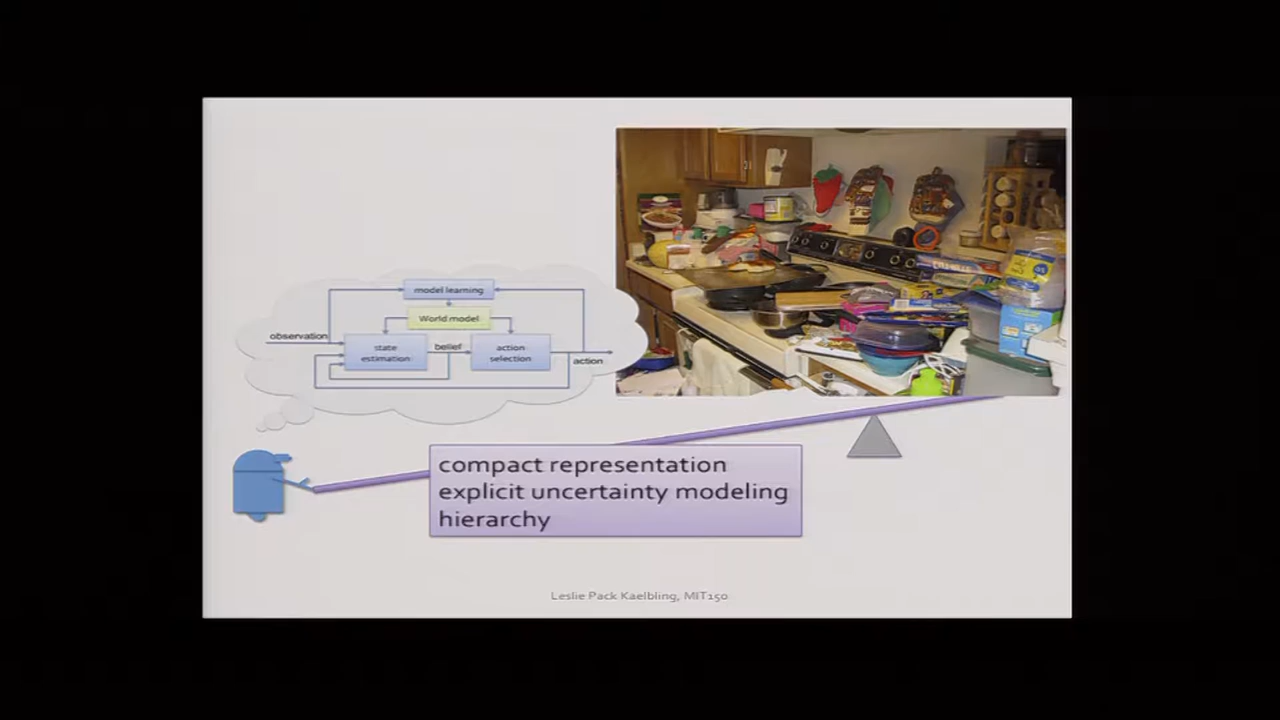 model learning
World model
observation
state
estimation
belief
action
selection
action
compact representation
explicit uncertainty modeling
hierarchy
Leslie Pack Kaelbling, MIT150